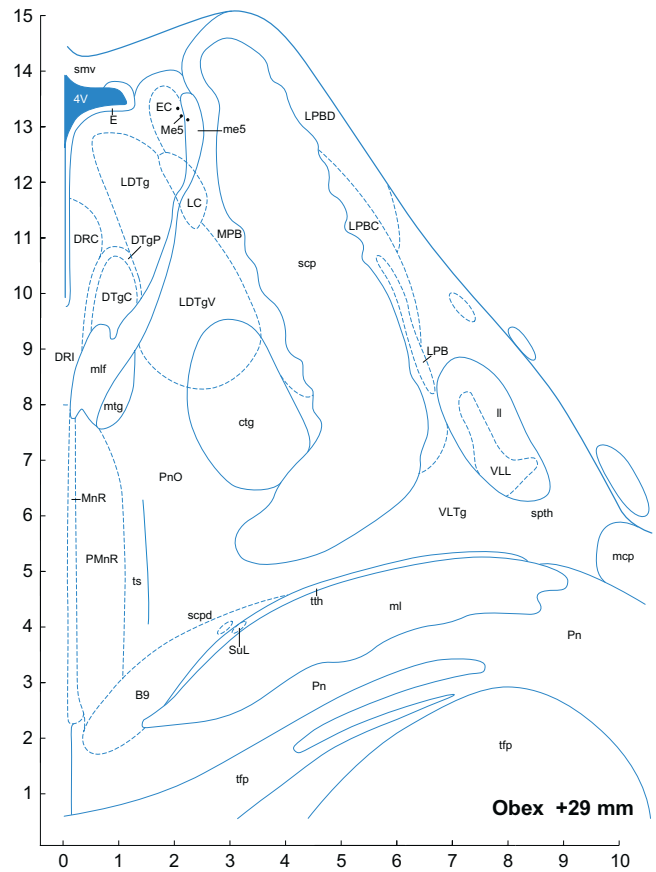 15
14
13
12
11
10
9
8
7
6
5
4
3
2
1
smv
4V
E
EC
Me5
me5
LPBD
LDTg
LC
LPBC
DRC
DTgP
MPB
scp
DTgC
LDTgV
DRI
mlf
LPB
mtg
ctg
ll
VLL
PnO
MnR
VLTg
spth
PMnR
ts
mcp
tth
ml
scpd
SuL
Pn
B9
Pn
tfp
tfp
Obex +29 mm
0 1 2 3 4 5 6 7 8 9 10